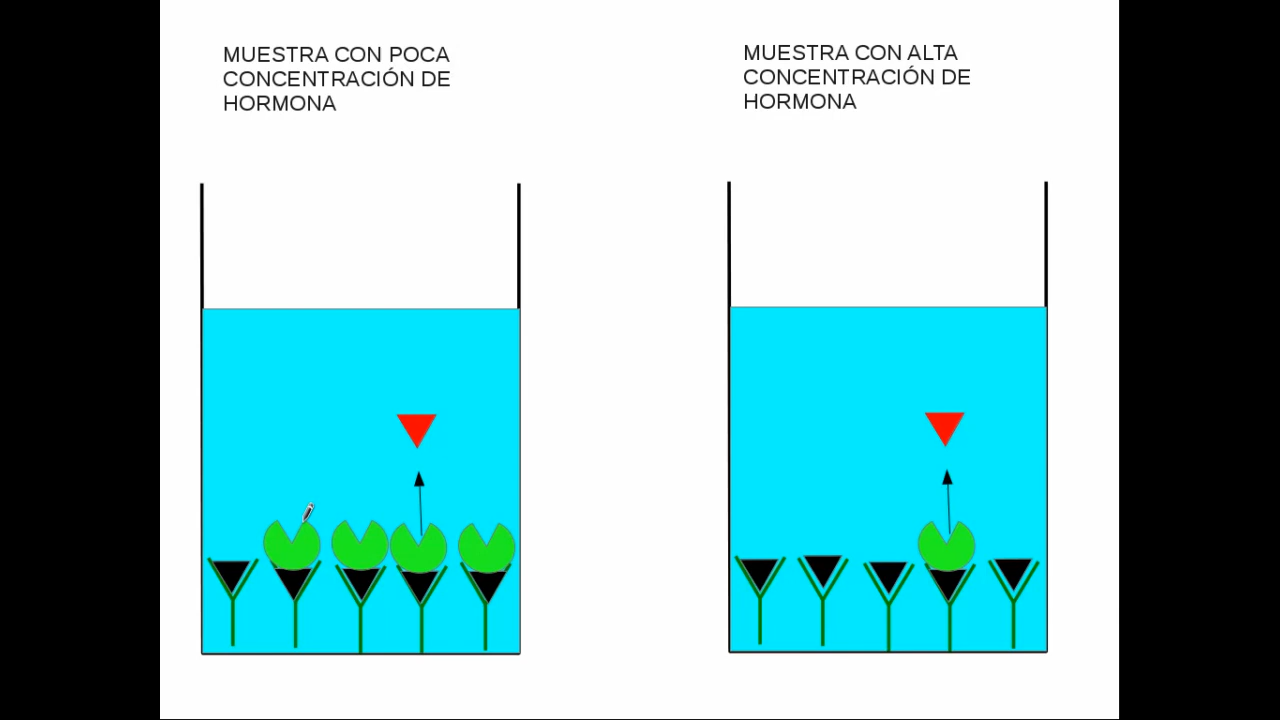 MUESTRA CON POCA
CONCENTRACIÓN DE
HORMONA
MUESTRA CON ALTA
CONCENTRACIÓN DE
HORMONA